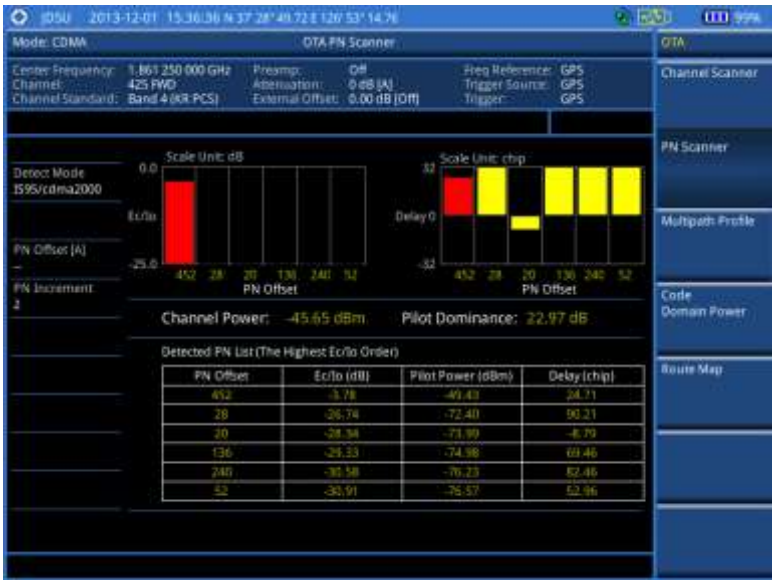 JDSU 2013-12-01 15:36:36 N 37°28'49.72 E 126°53'14.76 99%
Mode: CDMA OTA PN Scanner OTA
Center Frequency: 1.861 250 000 GHz Preamp: Off Freq Reference: GPS
Channel: 425 FWD Attenuation: 0 dB [A] Trigger Source: GPS
Channel Standard: Band 4 (KR PCS) External Offset: 0.00 dB [Off] Trigger: GPS
Channel Scanner
PN Scanner
Multipath Profile
Code
Domain Power
Route Map
Detect Mode
IS95/cdma2000
PN Offset [A]
--
PN Increment
2
Scale Unit: dB
0.0
Ec/Io
-25.0
452 28 20 136 240 52
PN Offset
Scale Unit: chip
32
Delay 0
-32
452 28 20 136 240 52
PN Offset
Channel Power: -45.65 dBm Pilot Dominance: 22.97 dB
Detected PN List (The Highest Ec/Io Order)
PN Offset Ec/Io (dB) Pilot Power (dBm) Delay (chip)
452 -3.78 -49.43 24.71
28 -26.74 -72.40 90.21
20 -28.34 -73.99 -8.79
136 -29.33 -74.98 69.46
240 -30.58 -76.23 82.46
52 -30.91 -76.57 52.96